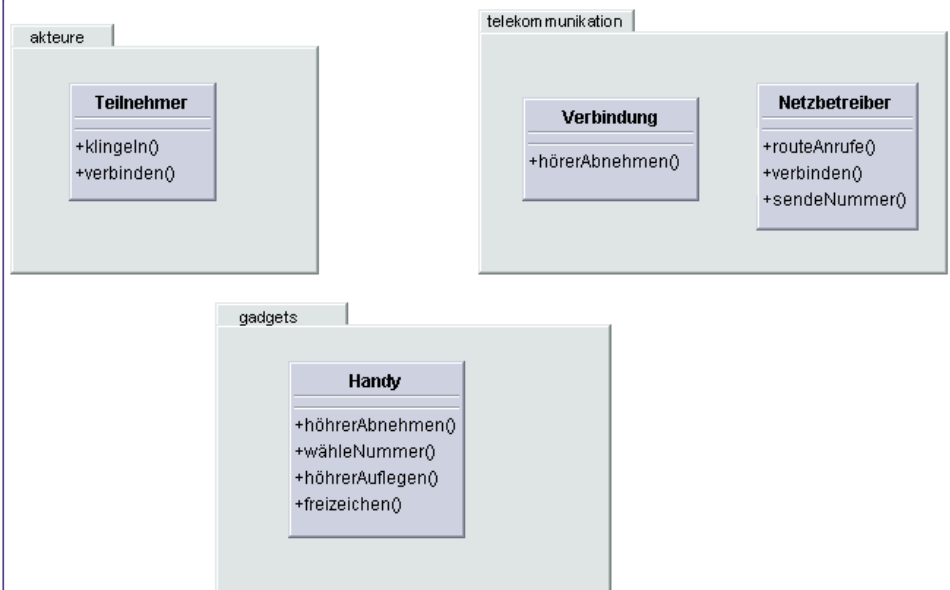 akteure
Teilnehmer
+klingeln()
+verbinden()
telekommunikation
Verbindung
+hörerAbnehmen()
Netzbetreiber
+routeAnrufe()
+verbinden()
+sendeNummer()
gadgets
Handy
+höhrerAbnehmen()
+wähleNummer()
+höhrerAuflegen()
+freizeichen()